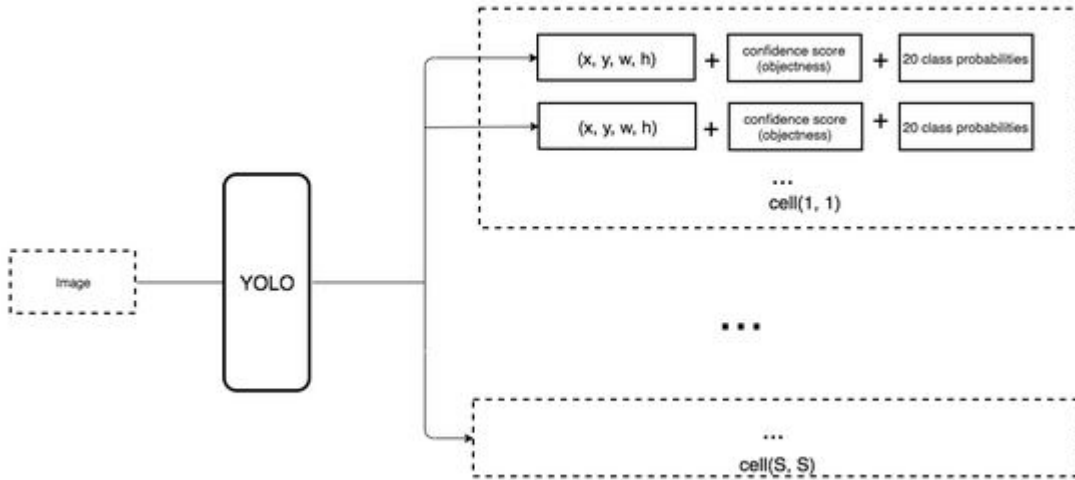 (x, y, w, h) + confidence score (objectness) + 20 class probabilities
(x, y, w, h) + confidence score (objectness) + 20 class probabilities
...
cell(1, 1)
Image
YOLO
...
...
cell(S, S)